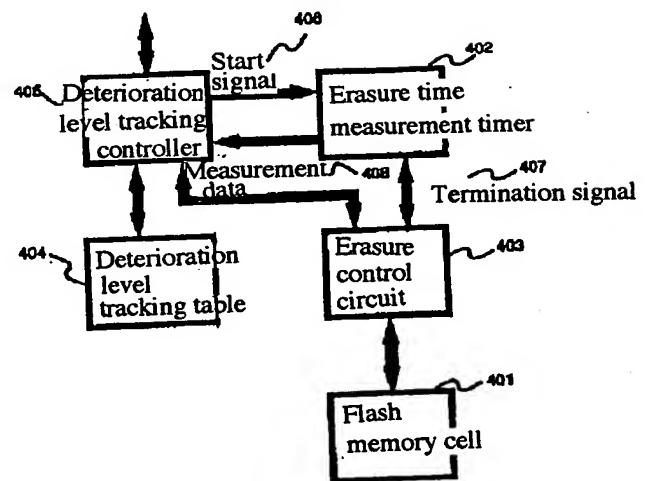 408
Start
signal
402
405
Deterioration
level tracking
controller
Erasure time
measurement timer
Measurement
data
408
407
Termination signal
404
Deterioration
level
tracking table
Erasure
control
circuit
403
401
Flash
memory cell